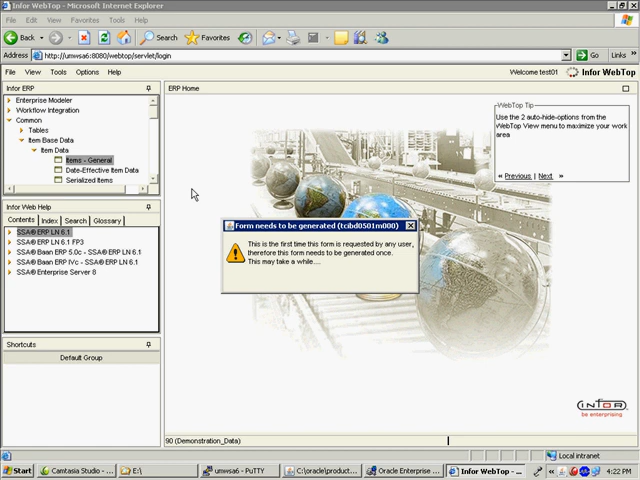 Infor WebTop - Microsoft Internet Explorer
File Edit View Favorites Tools Help
Back Search Favorites
Address http://umwsa6:8080/webtop/servlet/login Go Links
File View Tools Options Help Welcome test01 Infor WebTop
Infor ERP
Enterprise Modeler
Workflow Integration
Common
Tables
Item Base Data
Item Data
Items - General
Date-Effective Item Data
Serialized Items
Infor Web Help
Contents Index Search Glossary
SSA® ERP LN 6.1
SSA® ERP LN 6.1 FP3
SSA® Baan ERP 5.0c - SSA® ERP LN 6.1
SSA® Baan ERP IVc - SSA® ERP LN 6.1
SSA® Enterprise Server 8
Shortcuts
Default Group
ERP Home
WebTop Tip
Use the 2 auto-hide-options from the
WebTop View menu to maximize your work
area
« Previous | Next »
Form needs to be generated (tcibd0501m000)
This is the first time this form is requested by any user,
therefore this form needs to be generated once.
This may take a while....
infor
be enterprising
90 (Demonstration_Data)
Local intranet
Start Camtasia Studio - ... E:\ umwsa6 - PuTTY C:\oracle\product... Oracle Enterprise ... Infor WebTop - ... 4:22 PM